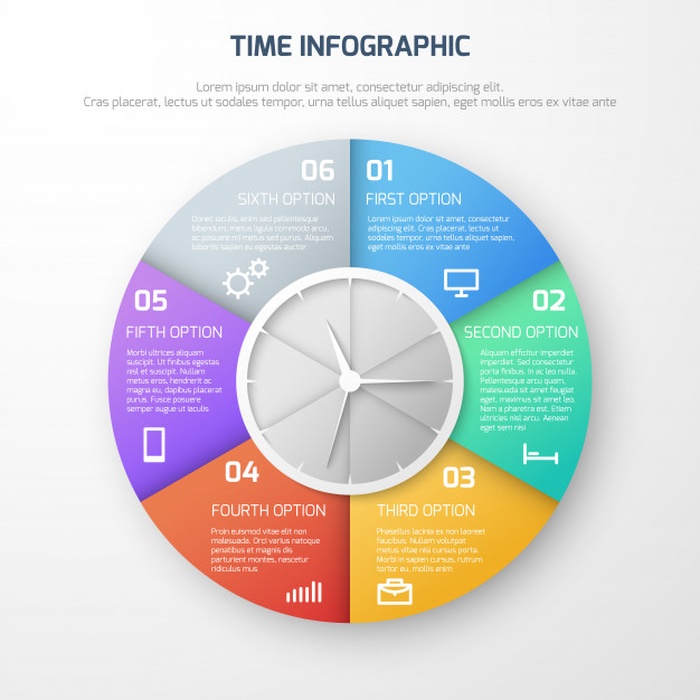 TIME INFOGRAPHIC
Lorem ipsum dolor sit amet, consectetur adipiscing elit.
Cras placerat, lectus ut sodales tempor, urna tellus aliquet sapien, eget mollis eros ex vitae ante
01
FIRST OPTION
Lorem ipsum dolor sit amet, consectetur
adipiscing elit. Cras placerat, lectus ut
sodales tempor, urna tellus aliquet sapien,
eget mollis eros ex vitae ante
02
SECOND OPTION
Aliquam efficitur imperdiet
imperdiet. Sed consectetur
porta finibus. In ac leo nulla.
Pellentesque arcu quam,
aliquet et accumsan
eget, maximus sit amet leo.
Nam a pharetra est. Etiam
ultricies nisl arcu. Aenean
eget sem nisi
03
THIRD OPTION
Phasellus lacinia ex non laoreet
faucibus. Nullam volutpat
metus vitae nisi cursus porta.
Morbi in sapien cursus, rutrum
tortor eu, mollis enim
04
FOURTH OPTION
Proin euismod vitae elit non
malesuada. Orci varius natoque
penatibus et magnis dis
parturient montes, nascetur
ridiculus mus
05
FIFTH OPTION
Morbi ultrices aliquam
suscipit. Ut finibus egestas
nisl et suscipit. Nullam
metus eros, hendrerit ac
magna eu, dapibus placerat
purus. Fusce posuere
semper augue ut iaculis
06
SIXTH OPTION
Donec iaculis, enim sed pellentesque
bibendum, metus ligula commodo arcu,
ac posuere mi metus sed purus. Aliquam
lobortis sapien eu egestas auctor